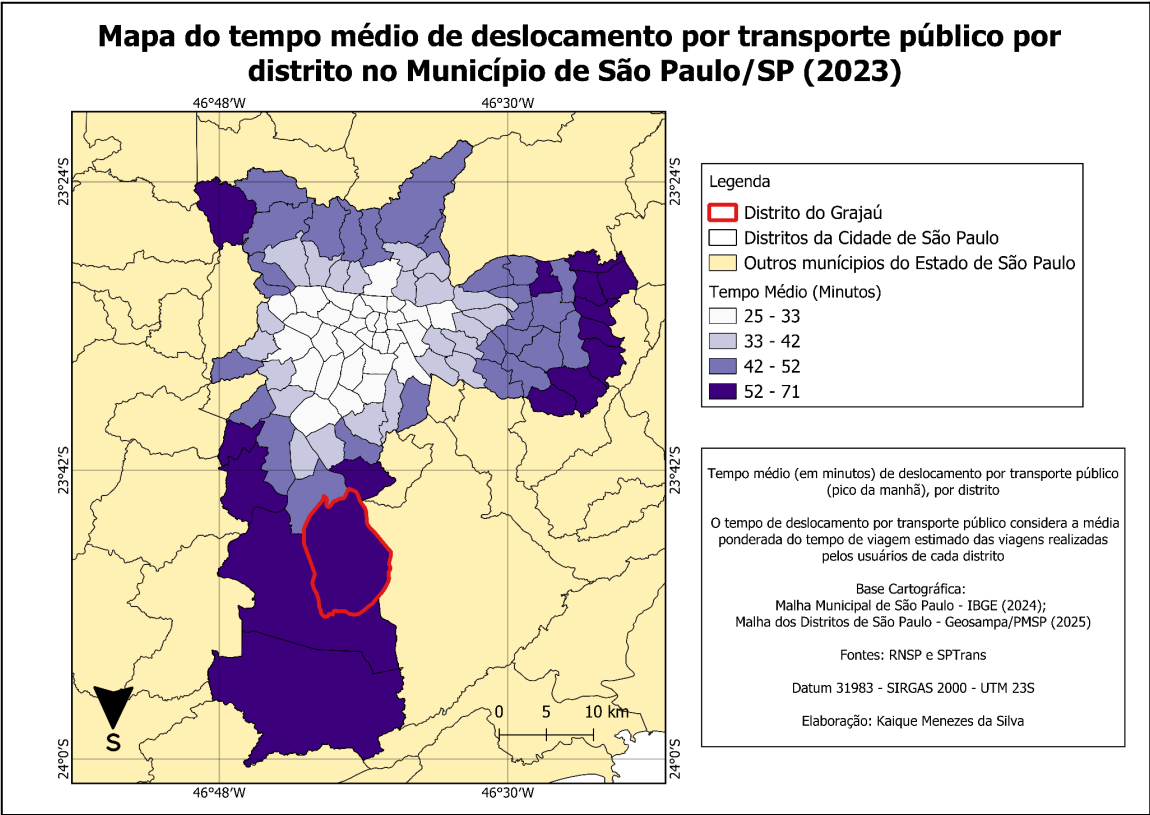 Mapa do tempo médio de deslocamento por transporte público por
distrito no Município de São Paulo/SP (2023)
46°48'W
46°30'W
23°24'S
23°24'S
23°42'S
23°42'S
24°0'S
24°0'S
46°48'W
46°30'W
S
0 5 10 km
Legenda
Distrito do Grajaú
Distritos da Cidade de São Paulo
Outros munícipios do Estado de São Paulo
Tempo Médio (Minutos)
25 - 33
33 - 42
42 - 52
52 - 71
Tempo médio (em minutos) de deslocamento por transporte público
(pico da manhã), por distrito
O tempo de deslocamento por transporte público considera a média
ponderada do tempo de viagem estimado das viagens realizadas
pelos usuários de cada distrito
Base Cartográfica:
Malha Municipal de São Paulo - IBGE (2024);
Malha dos Distritos de São Paulo - Geosampa/PMSP (2025)
Fontes: RNSP e SPTrans
Datum 31983 - SIRGAS 2000 - UTM 23S
Elaboração: Kaique Menezes da Silva